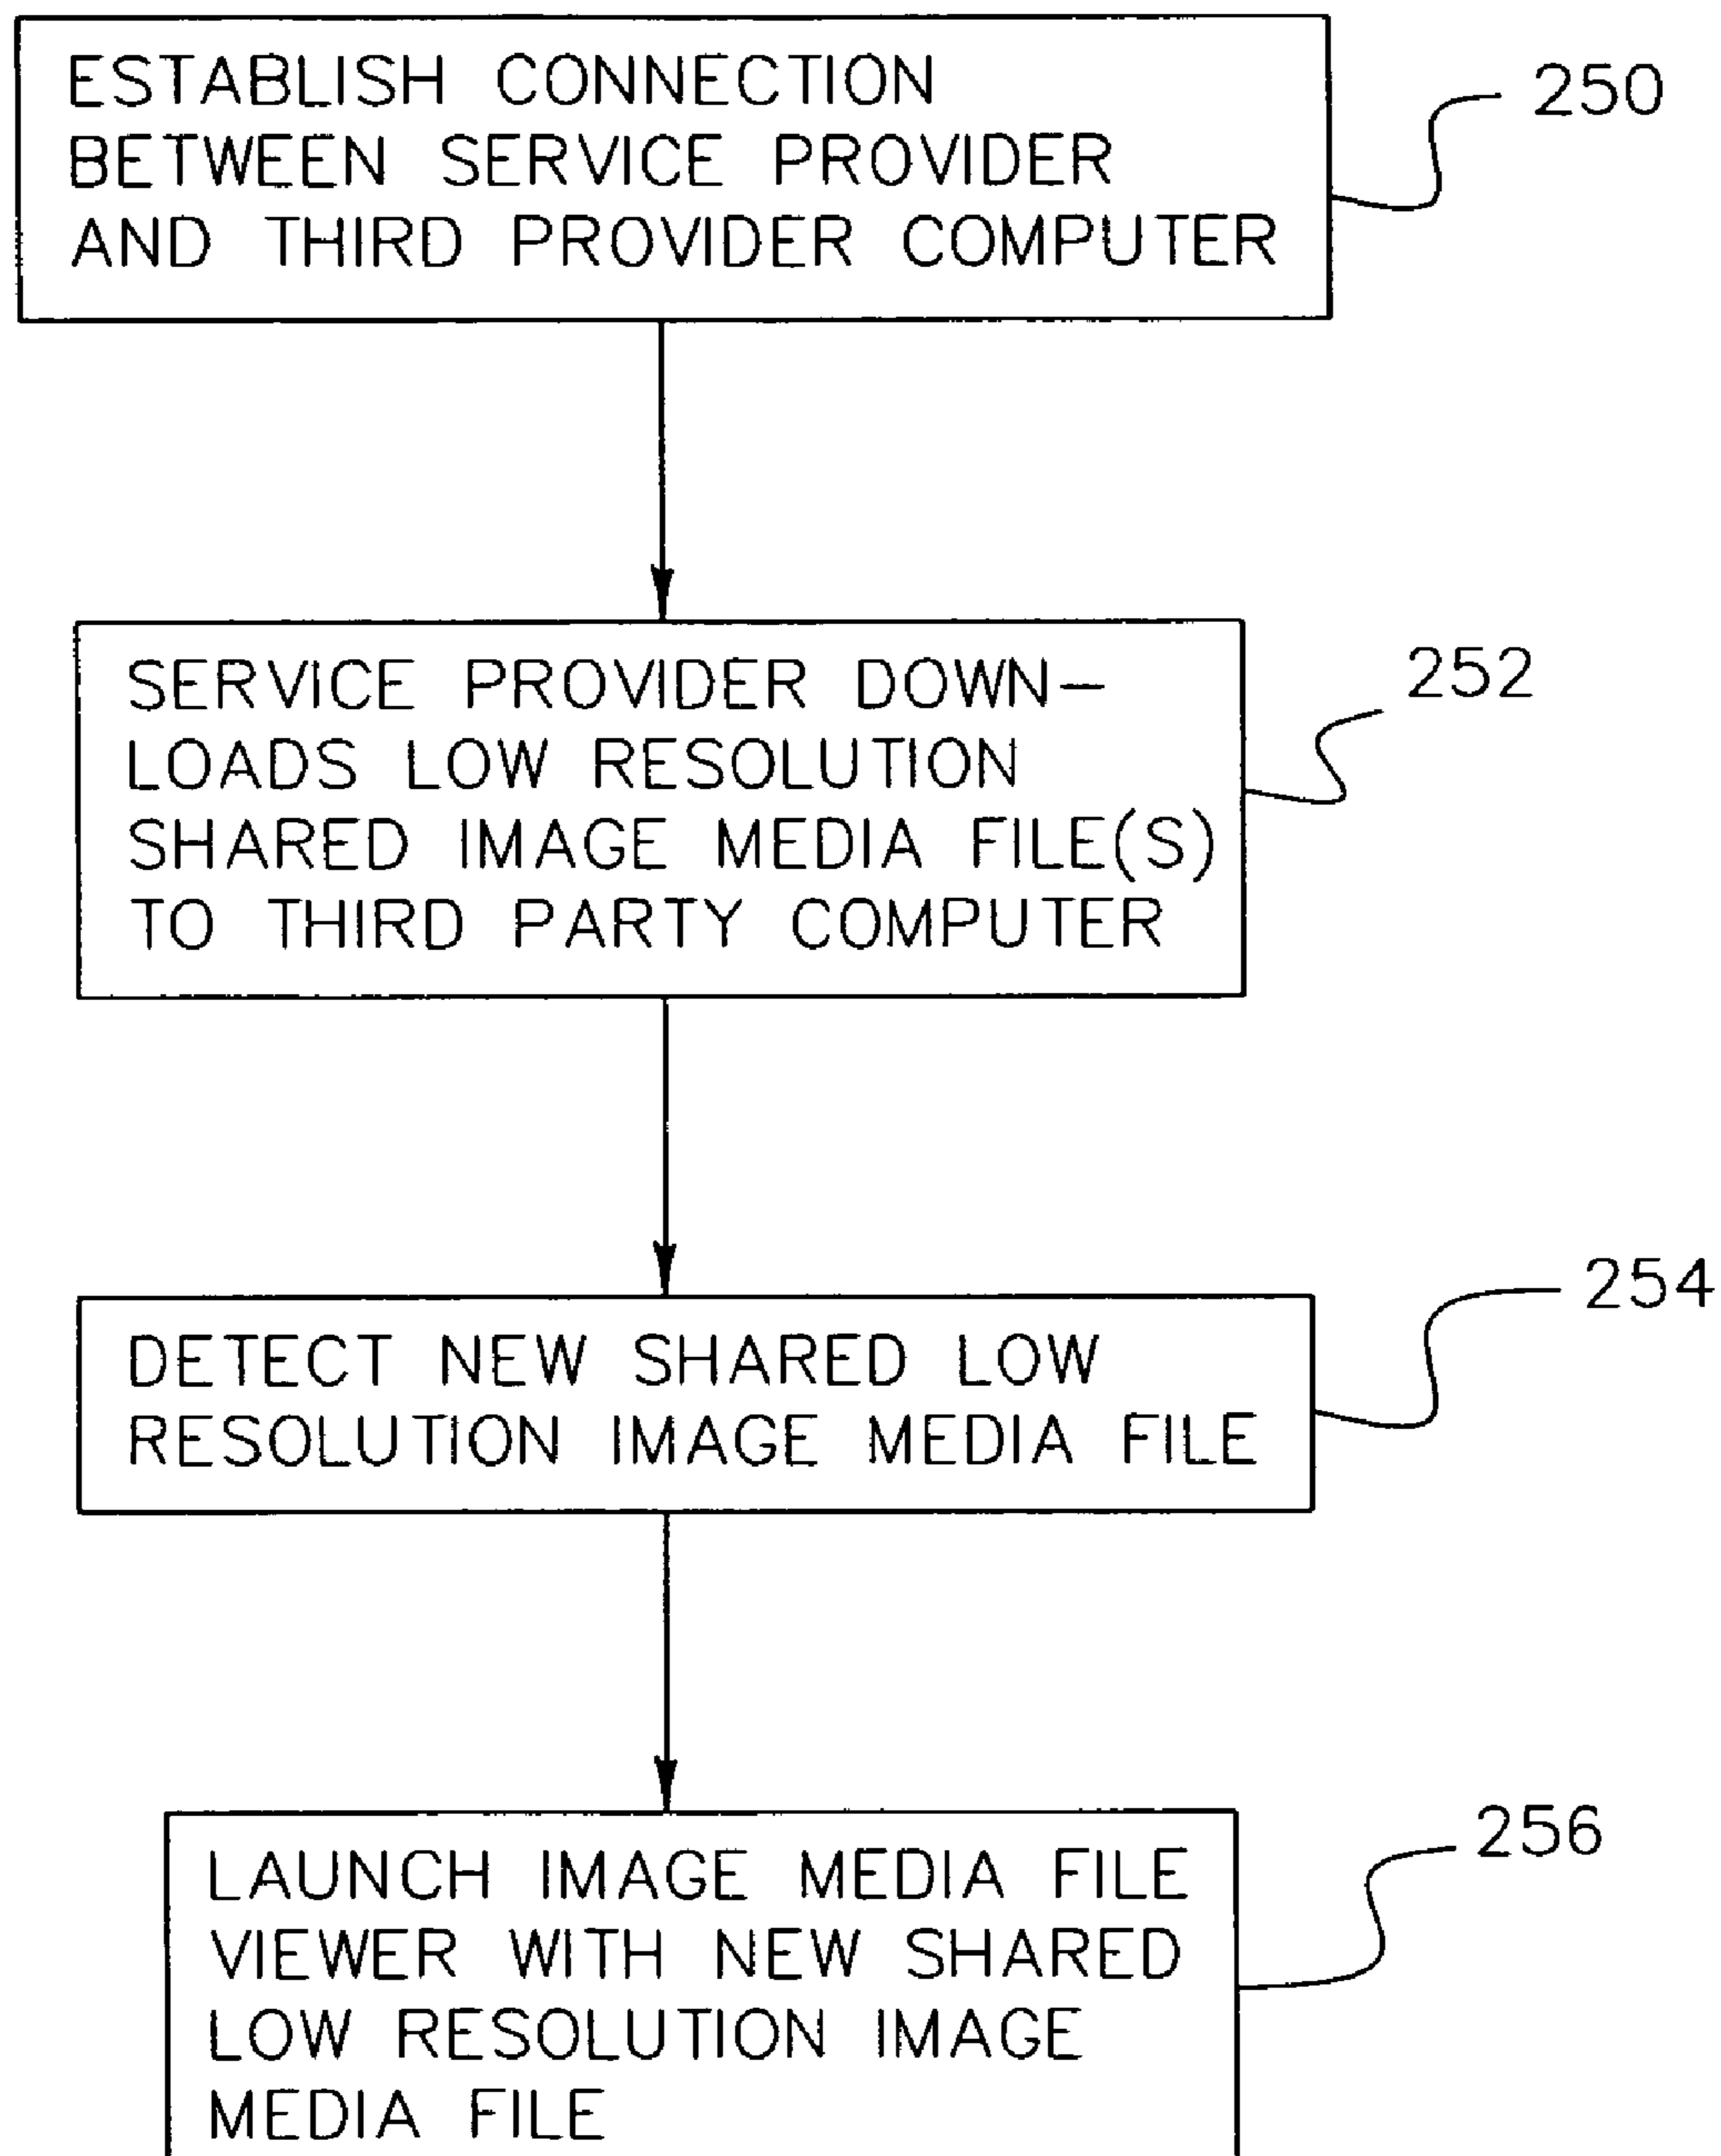 ESTABLISH CONNECTION
BETWEEN SERVICE PROVIDER
AND THIRD PROVIDER COMPUTER
250
SERVICE PROVIDER DOWN-
LOADS LOW RESOLUTION
SHARED IMAGE MEDIA FILE(S)
TO THIRD PARTY COMPUTER
252
DETECT NEW SHARED LOW
RESOLUTION IMAGE MEDIA FILE
254
LAUNCH IMAGE MEDIA FILE
VIEWER WITH NEW SHARED
LOW RESOLUTION IMAGE
MEDIA FILE
256